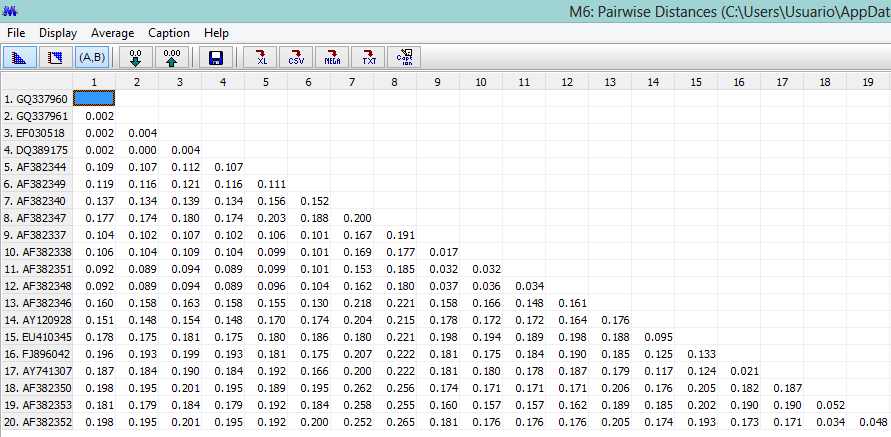 M6: Pairwise Distances (C:\Users\Usuario\AppDat
File Display Average Caption Help
(A,B) 0.0 0.00 XL CSV MEGA TXT Capt ion
1 2 3 4 5 6 7 8 9 10 11 12 13 14 15 16 17 18 19
1. GQ337960
2. GQ337961 0.002
3. EF030518 0.002 0.004
4. DQ389175 0.002 0.000 0.004
5. AF382344 0.109 0.107 0.112 0.107
6. AF382349 0.119 0.116 0.121 0.116 0.111
7. AF382340 0.137 0.134 0.139 0.134 0.156 0.152
8. AF382347 0.177 0.174 0.180 0.174 0.203 0.188 0.200
9. AF382337 0.104 0.102 0.107 0.102 0.106 0.101 0.167 0.191
10. AF382338 0.106 0.104 0.109 0.104 0.099 0.101 0.169 0.177 0.017
11. AF382351 0.092 0.089 0.094 0.089 0.099 0.101 0.153 0.185 0.032 0.032
12. AF382348 0.092 0.089 0.094 0.089 0.096 0.104 0.162 0.180 0.037 0.036 0.034
13. AF382346 0.160 0.158 0.163 0.158 0.155 0.130 0.218 0.221 0.158 0.166 0.148 0.161
14. AY120928 0.151 0.148 0.154 0.148 0.170 0.174 0.204 0.215 0.178 0.172 0.172 0.164 0.176
15. EU410345 0.178 0.175 0.181 0.175 0.180 0.186 0.180 0.221 0.198 0.194 0.189 0.198 0.188 0.095
16. FJ896042 0.196 0.193 0.199 0.193 0.181 0.175 0.207 0.222 0.181 0.175 0.184 0.190 0.185 0.125 0.133
17. AY741307 0.187 0.184 0.190 0.184 0.192 0.166 0.200 0.222 0.181 0.180 0.178 0.187 0.179 0.117 0.124 0.021
18. AF382350 0.198 0.195 0.201 0.195 0.189 0.195 0.262 0.256 0.174 0.171 0.171 0.171 0.206 0.176 0.205 0.182 0.187
19. AF382353 0.181 0.179 0.184 0.179 0.192 0.184 0.258 0.255 0.160 0.157 0.157 0.162 0.189 0.185 0.202 0.190 0.190 0.052
20. AF382352 0.198 0.195 0.201 0.195 0.192 0.200 0.252 0.265 0.181 0.176 0.176 0.176 0.205 0.174 0.193 0.173 0.171 0.034 0.048